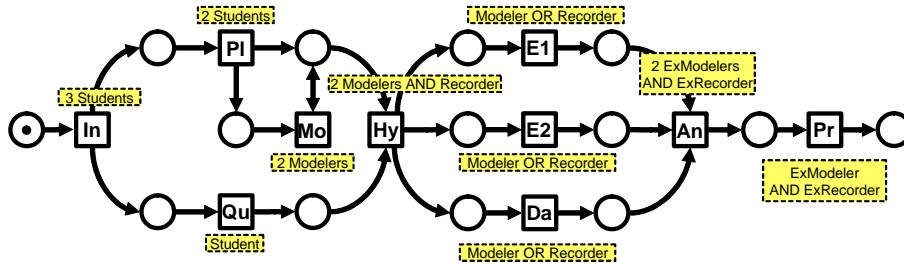 2 Students
Modeler OR Recorder
Pl
E1
2 ExModelers
AND ExRecorder
2 Modelers AND Recorder
3 Students
In
Mo
Hy
E2
An
Pr
2 Modelers
Modeler OR Recorder
ExModeler
AND ExRecorder
Qu
Da
Student
Modeler OR Recorder